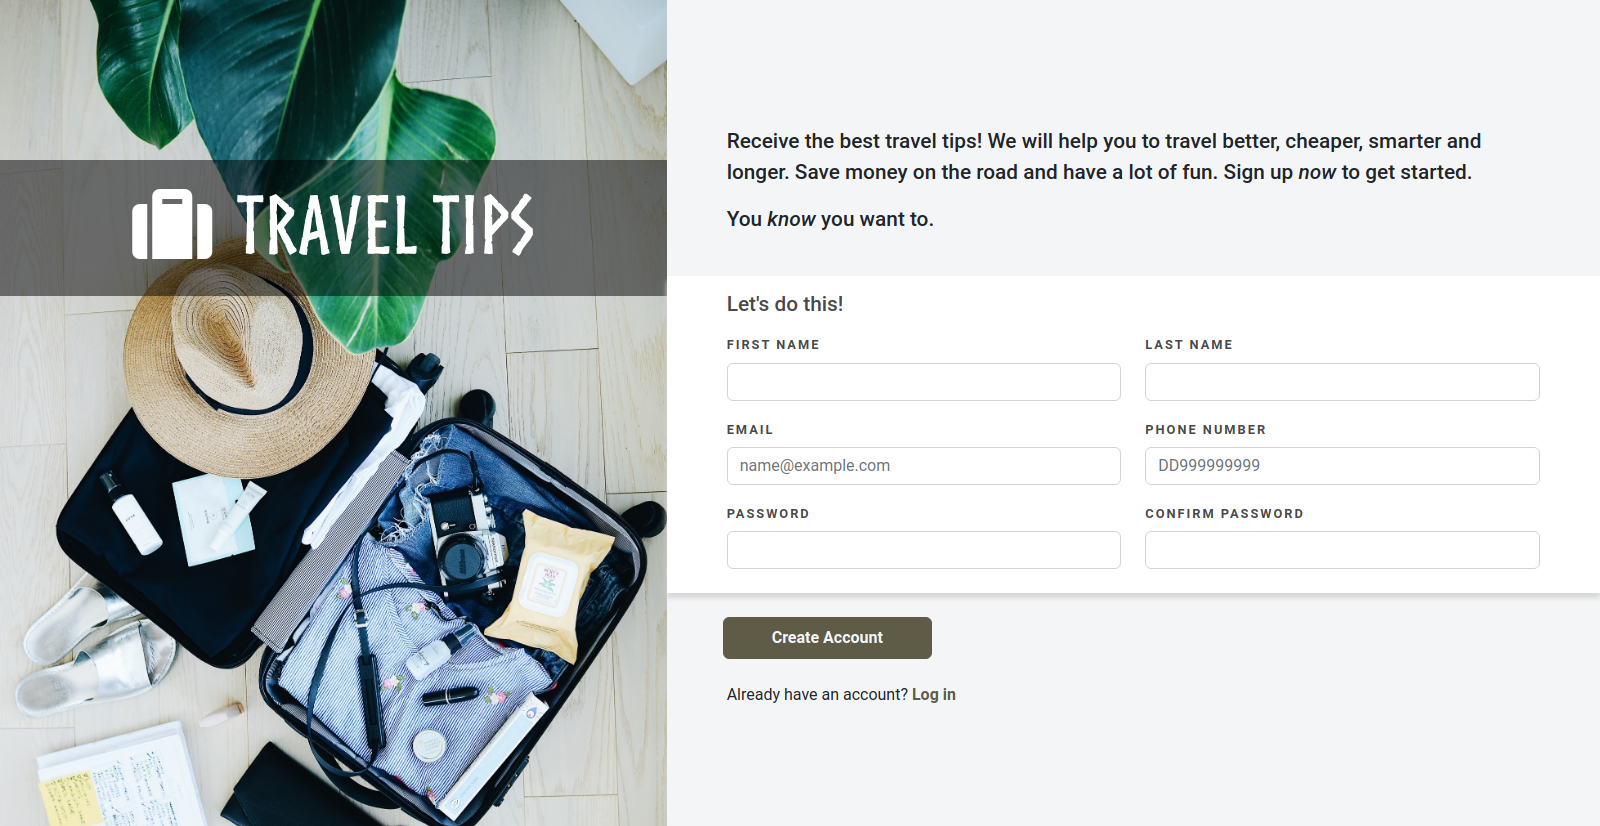 TRAVEL TIPS
Receive the best travel tips! We will help you to travel better, cheaper, smarter and
longer. Save money on the road and have a lot of fun. Sign up now to get started.
You know you want to.
Let's do this!
FIRST NAME
LAST NAME
EMAIL
PHONE NUMBER
name@example.com
DD999999999
PASSWORD
CONFIRM PASSWORD
Create Account
Already have an account? Log in